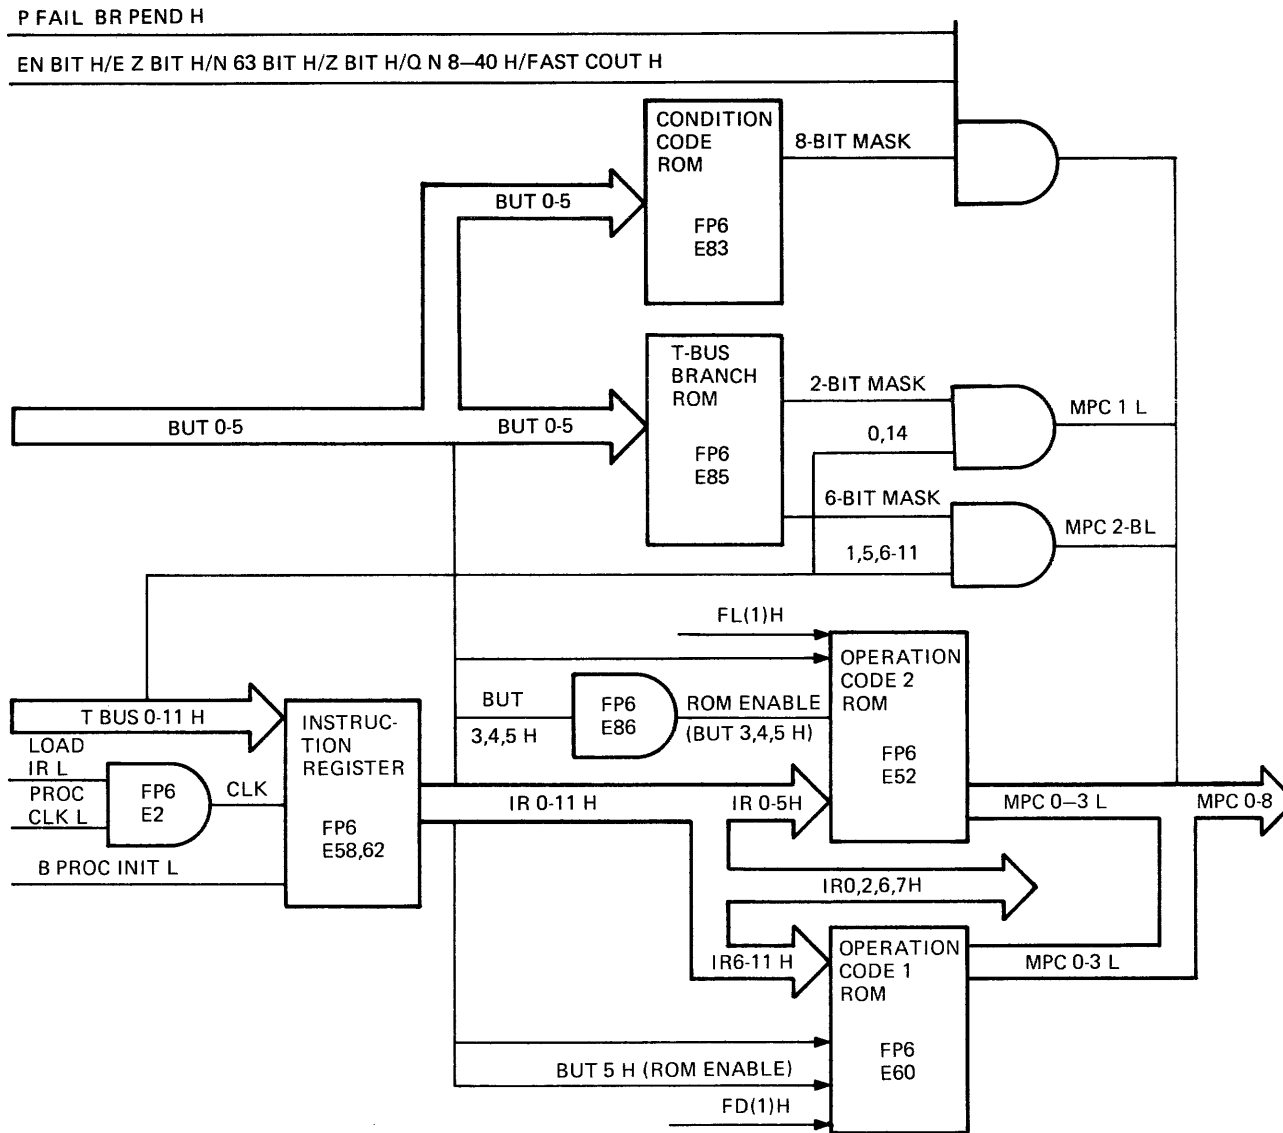 P FAIL BR PEND H
EN BIT H/E Z BIT H/N 63 BIT H/Z BIT H/Q N 8–40 H/FAST COUT H
CONDITION
CODE
ROM
FP6
E83
8-BIT MASK
BUT 0-5
T-BUS
BRANCH
ROM
FP6
E85
2-BIT MASK
0,14
MPC 1 L
BUT 0-5
BUT 0-5
6-BIT MASK
1,5,6-11
MPC 2-BL
FL(1)H
OPERATION
CODE 2
ROM
FP6
E52
BUT
3,4,5 H
FP6
E86
ROM ENABLE
(BUT 3,4,5 H)
T BUS 0-11 H
INSTRUC-
TION
REGISTER
FP6
E58,62
LOAD
IR L
PROC
CLK L
FP6
E2
CLK
B PROC INIT L
IR 0-11 H
IR 0-5H
MPC 0–3 L
MPC 0-8
IR0,2,6,7H
IR6-11 H
OPERATION
CODE 1
ROM
FP6
E60
MPC 0-3 L
BUT 5 H (ROM ENABLE)
FD(1)H